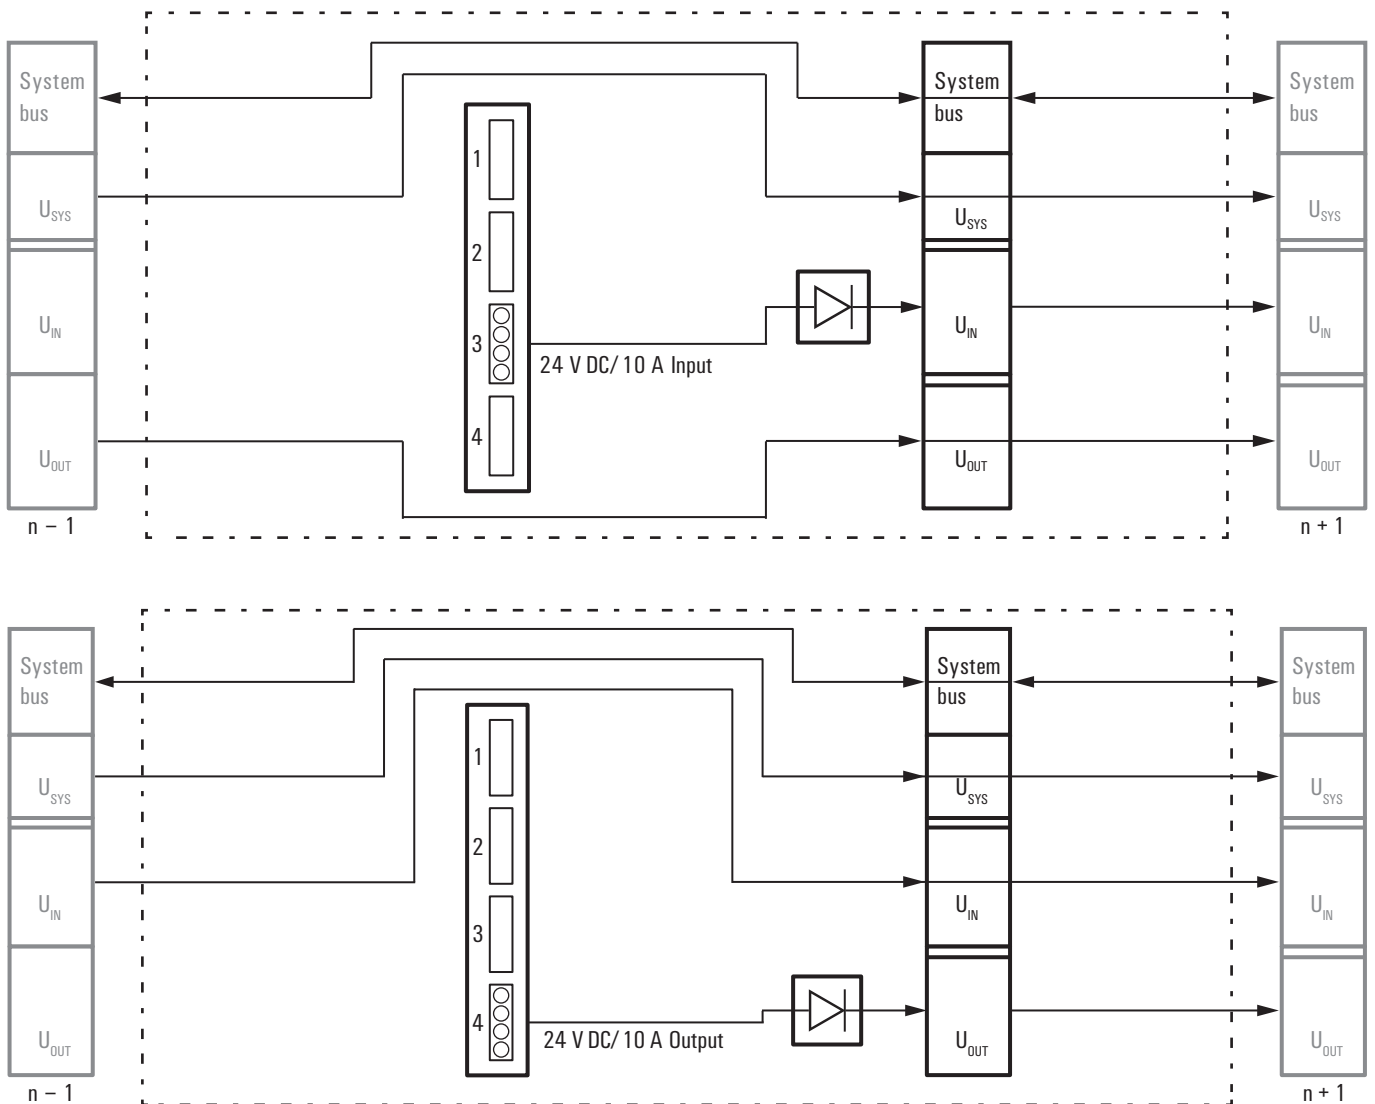 System
bus
U_SYS
U_IN
U_OUT
n – 1
1
2
3
4
24 V DC/ 10 A Input
System
bus
U_SYS
U_IN
U_OUT
System
bus
U_SYS
U_IN
U_OUT
n + 1
System
bus
U_SYS
U_IN
U_OUT
n – 1
1
2
3
4
24 V DC/ 10 A Output
System
bus
U_SYS
U_IN
U_OUT
System
bus
U_SYS
U_IN
U_OUT
n + 1